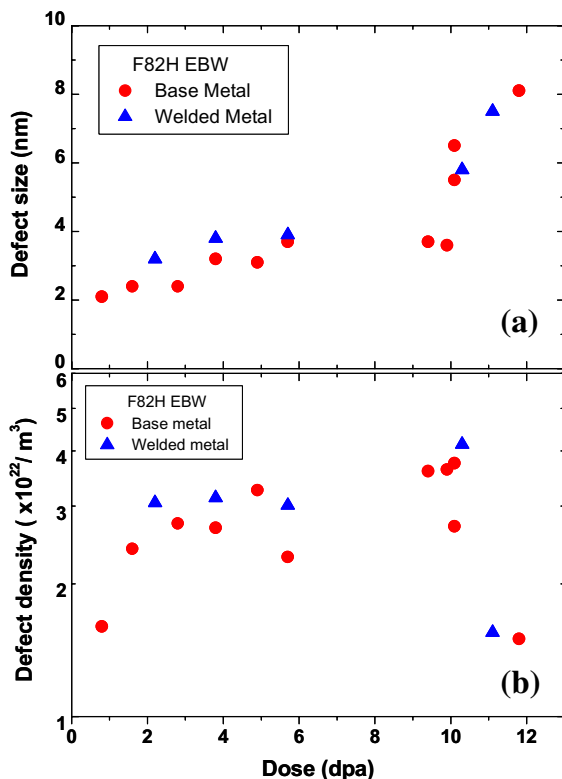 10
8
6
4
2
0
Defect size (nm)
F82H EBW
Base Metal
Welded Metal
(a)
6
5
4
3
2
1
Defect density ( x10²²/ m³)
F82H EBW
Base metal
Welded metal
(b)
0 2 4 6 8 10 12
Dose (dpa)